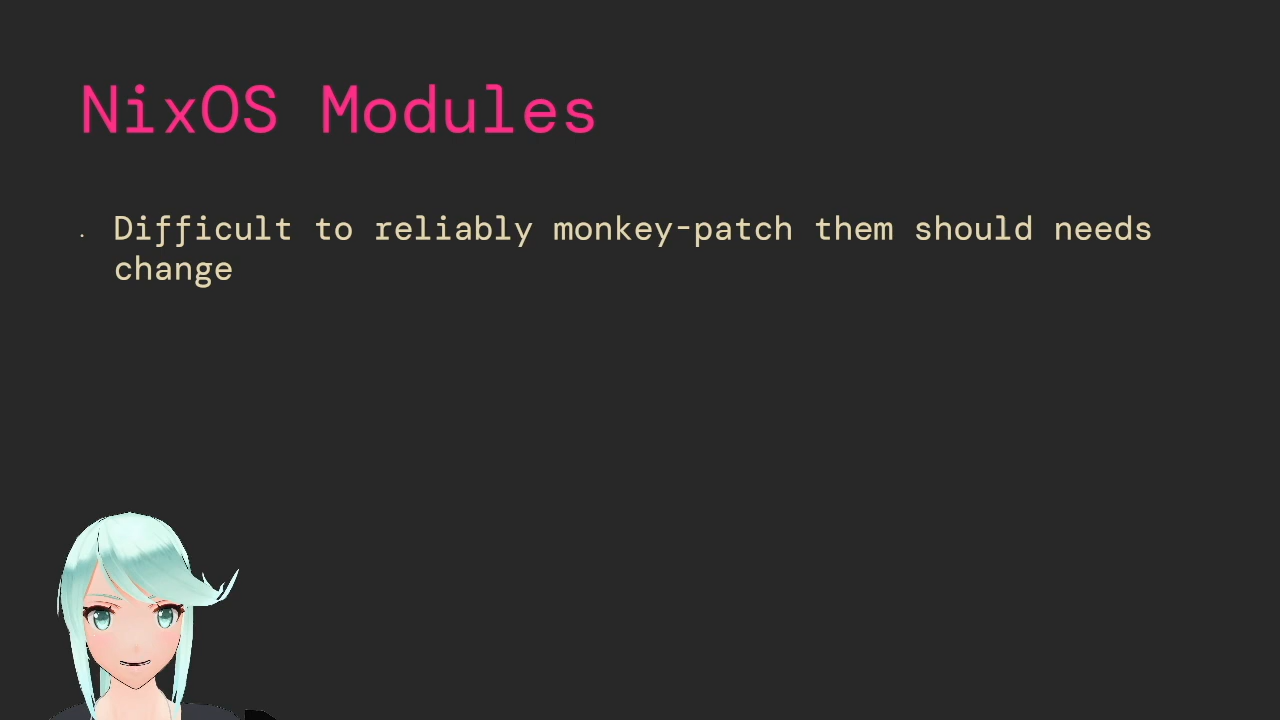 NixOS Modules
· Difficult to reliably monkey-patch them should needs
change